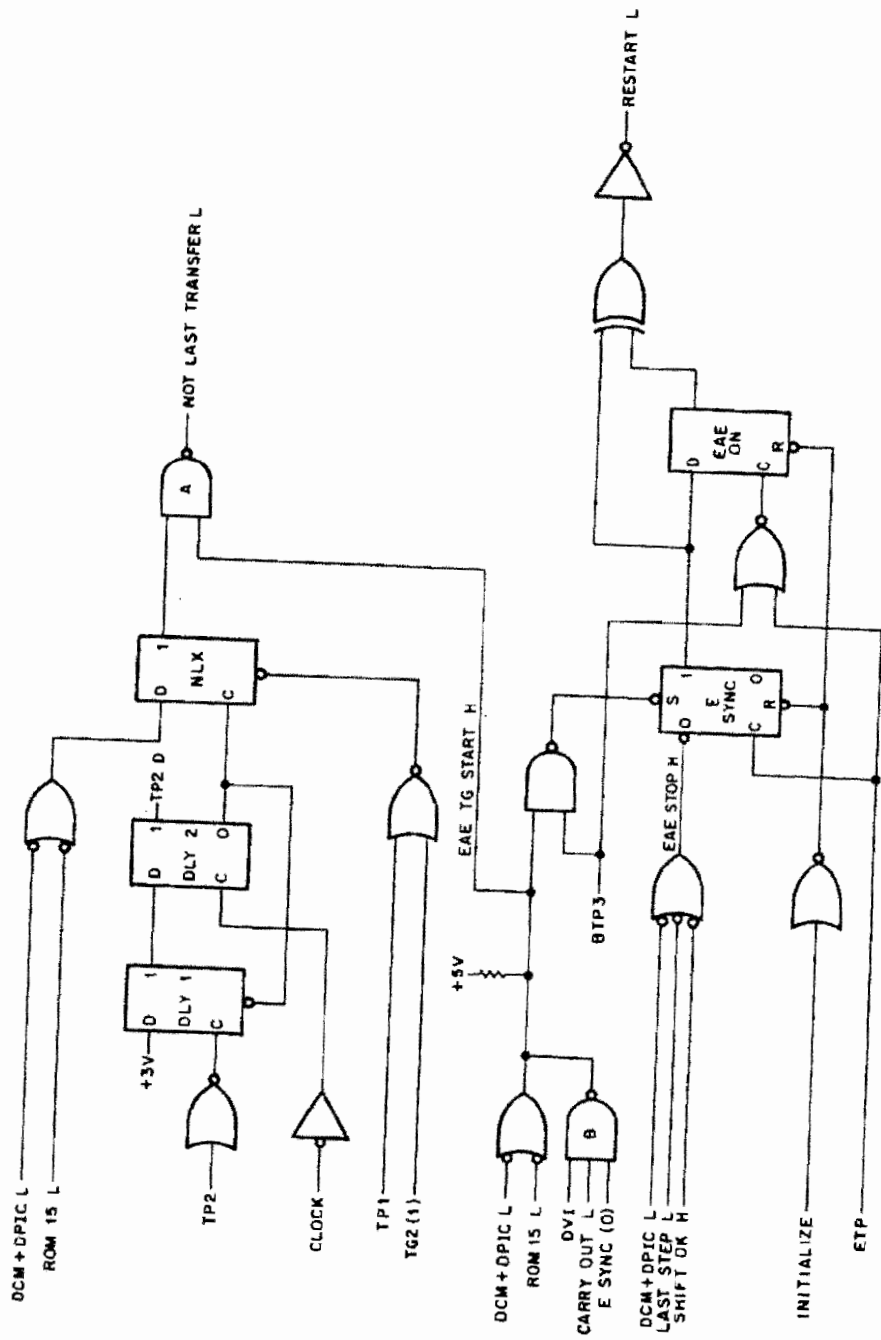 DCM + DPIC L
ROM 15 L
+3V
D
1
DLY 1
C
TP2
CLOCK
D
1
TP2 D
DLY 2
C
0
D
1
NLX
C
TP1
TG2 (1)
A
NOT LAST TRANSFER L
EAE TG START H
+5V
DCM + DPIC L
ROM 15 L
DVI
CARRY OUT L
E SYNC (0)
B
BTP3
DCM + DPIC L
LAST STEP L
SHIFT OK H
EAE STOP H
D
S
1
E
SYNC
C
R
0
D
EAE
ON
C
R
RESTART L
INITIALIZE
ETP